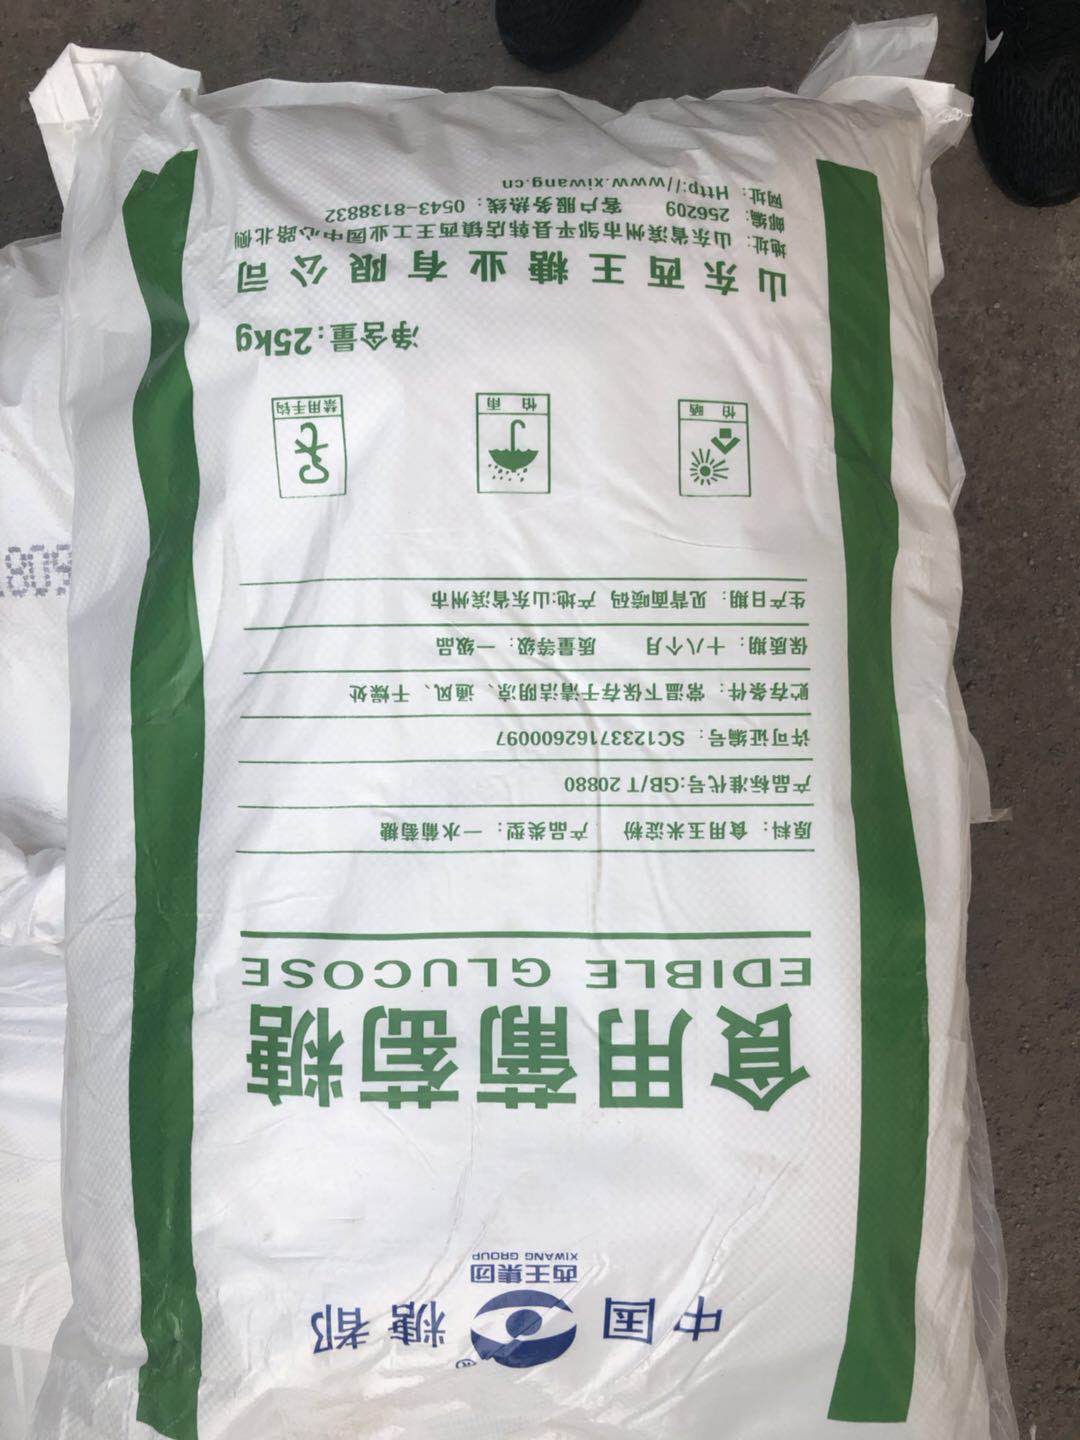 中国 糖都
西王集团
XIWANG GROUP
食用葡萄糖
EDIBLE GLUCOSE
原料：食用玉米淀粉 产品类型：一水葡萄糖
产品标准代号:GB/T 20880
许可证编号：SC12337162600097
贮存条件：常温下保存于清洁阴凉、通风、干燥处
保质期：十八个月 质量等级：一级品
生产日期：见背面喷码 产地:山东省滨州市
怕晒
怕雨
禁用手钩
净含量:25kg
山东西王糖业有限公司
地址：山东省滨州市邹平县韩店镇西王工业园中心路北侧
邮编：256209 客户服务热线：0543-8138832
网址：Http://www.xiwang.cn